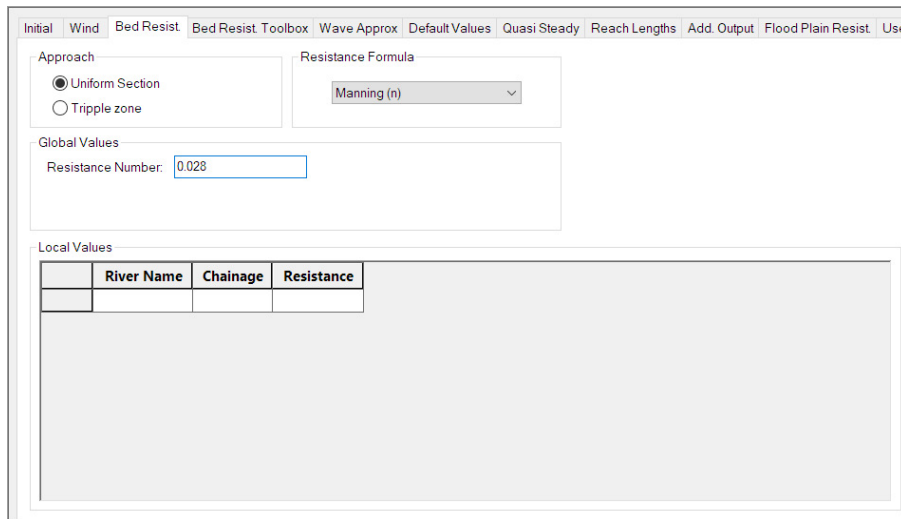 Initial Wind Bed Resist. Bed Resist. Toolbox Wave Approx Default Values Quasi Steady Reach Lengths Add. Output Flood Plain Resist. Use
Approach
Uniform Section
Tripple zone
Resistance Formula
Manning (n)
Global Values
Resistance Number: 0.028
Local Values
River Name Chainage Resistance